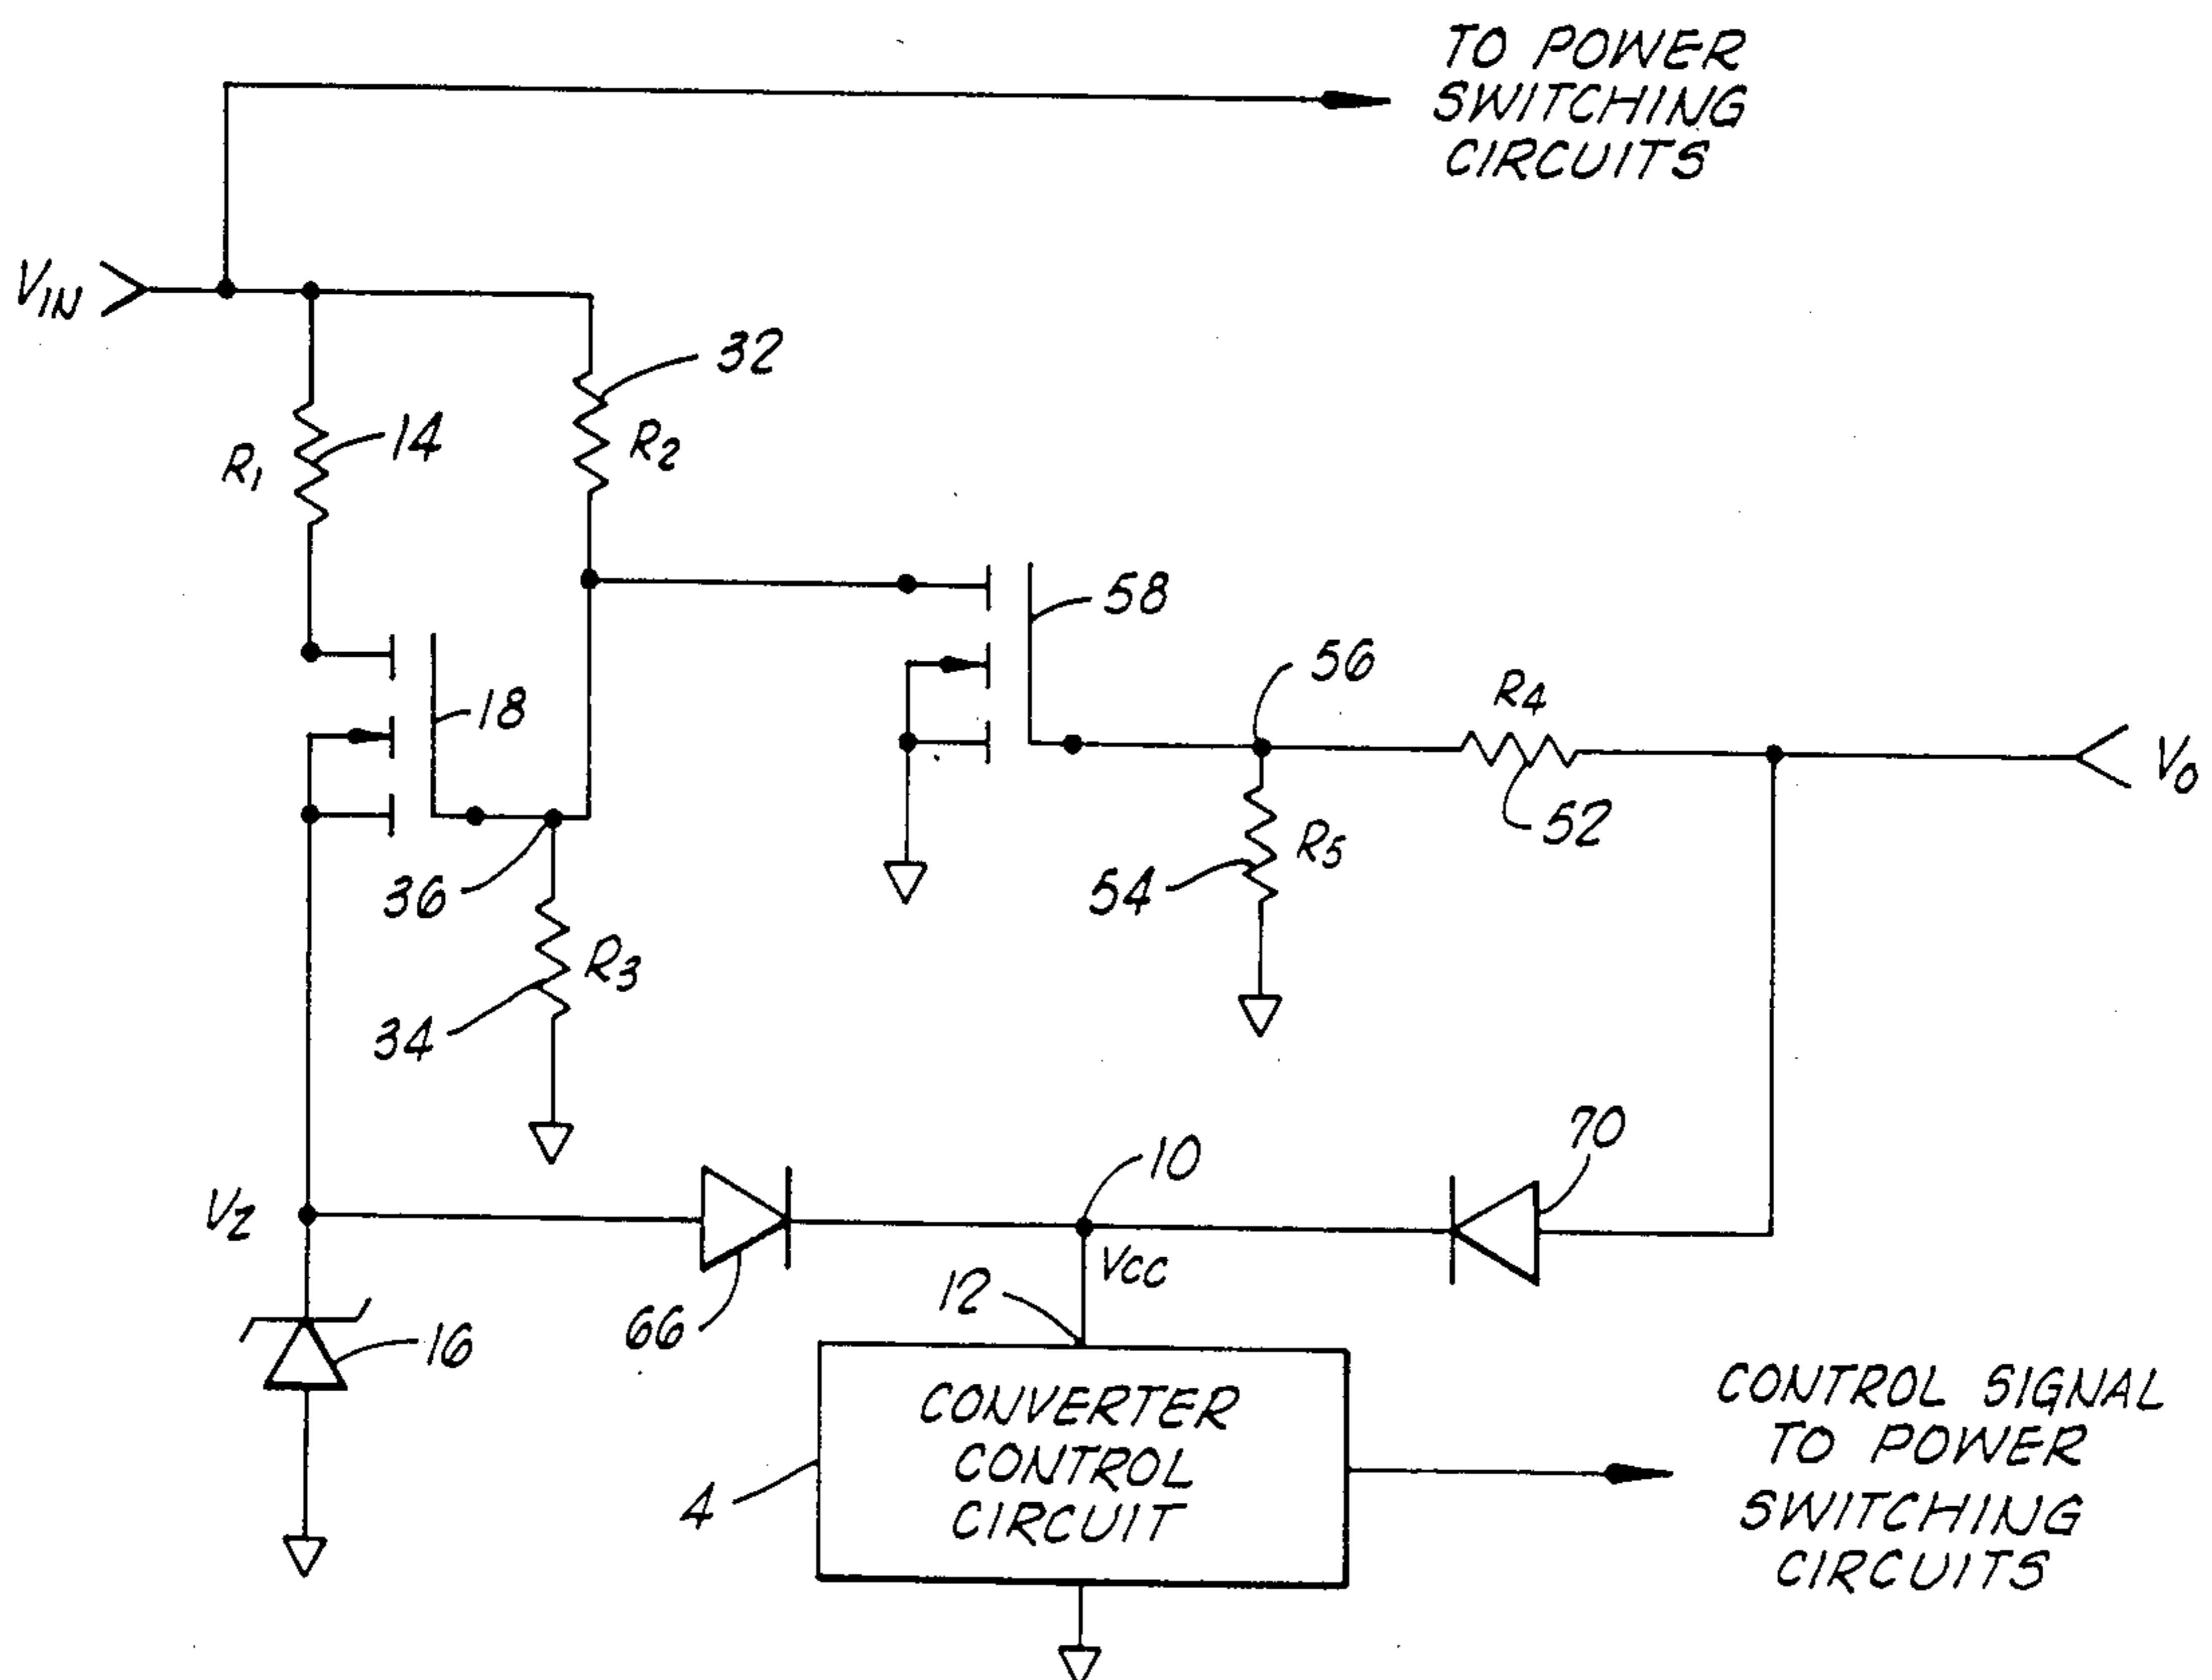 TO POWER
SWITCHING
CIRCUITS
VIN
32
14
R1
R2
58
18
56
R4
V0
52
R5
54
36
R3
34
70
10
VZ
VCC
12
66
16
CONVERTER
CONTROL
CIRCUIT
4
CONTROL SIGNAL
TO POWER
SWITCHING
CIRCUITS